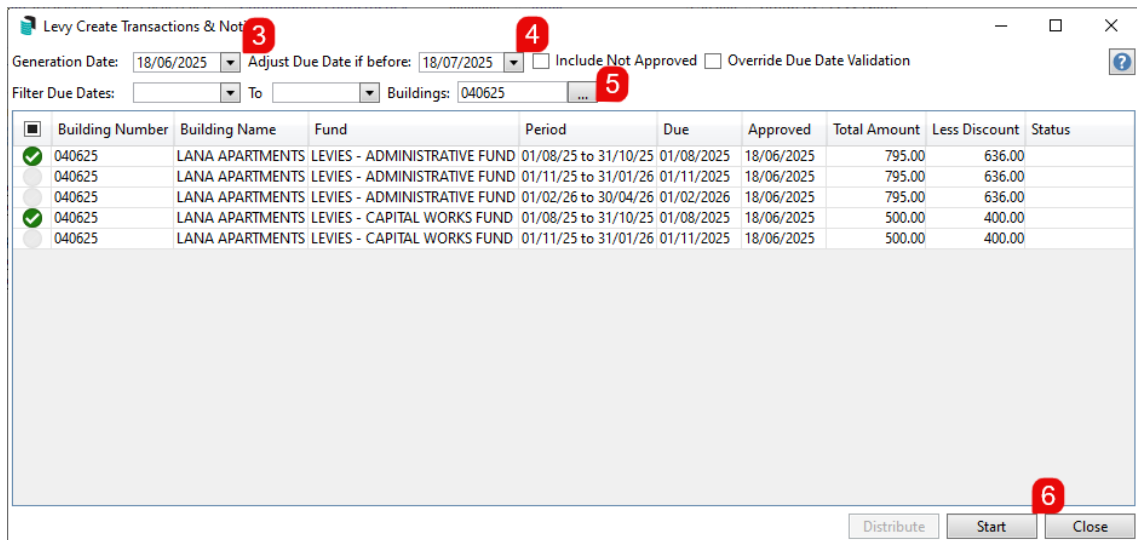 Levy Create Transactions & Noti
3
4
Generation Date: 18/06/2025 Adjust Due Date if before: 18/07/2025 Include Not Approved Override Due Date Validation ?
5
Filter Due Dates: To Buildings: 040625 ...
Building Number Building Name Fund Period Due Approved Total Amount Less Discount Status
040625 LANA APARTMENTS LEVIES - ADMINISTRATIVE FUND 01/08/25 to 31/10/25 01/08/2025 18/06/2025 795.00 636.00
040625 LANA APARTMENTS LEVIES - ADMINISTRATIVE FUND 01/11/25 to 31/01/26 01/11/2025 18/06/2025 795.00 636.00
040625 LANA APARTMENTS LEVIES - ADMINISTRATIVE FUND 01/02/26 to 30/04/26 01/02/2026 18/06/2025 795.00 636.00
040625 LANA APARTMENTS LEVIES - CAPITAL WORKS FUND 01/08/25 to 31/10/25 01/08/2025 18/06/2025 500.00 400.00
040625 LANA APARTMENTS LEVIES - CAPITAL WORKS FUND 01/11/25 to 31/01/26 01/11/2025 18/06/2025 500.00 400.00
6
Distribute Start Close